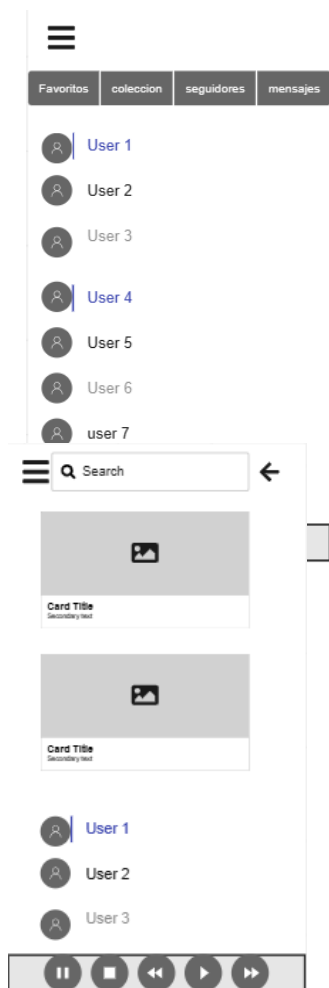 Favoritos coleccion seguidores mensajes
User 1
User 2
User 3
User 4
User 5
User 6
user 7
Search
Card Title
Secondary text
Card Title
Secondary text
User 1
User 2
User 3